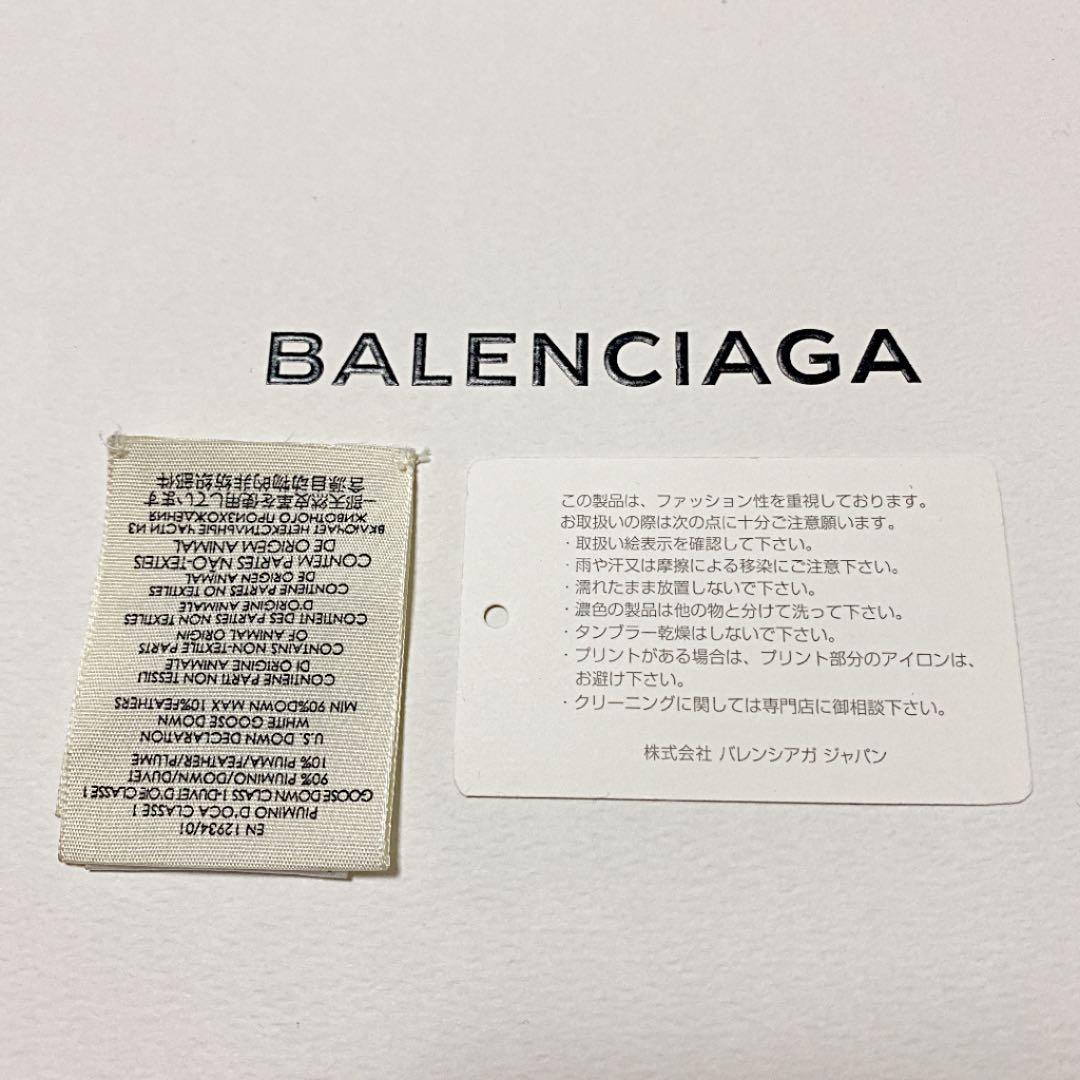 BALENCIAGA
EN 12934/01
PIUMINO D'OCA CLASSE 1
GOOSE DOWN CLASS 1-DUVET D'OIE CLASSE 1
90% PIUMINO/DOWN/DUVET
10% PIUMA/FEATHER/PLUME
U.S. DOWN DECLARATION
WHITE GOOSE DOWN
MIN 90%DOWN MAX 10%FEATHERS
CONTIENE PARTI NON TESSILI
DI ORIGINE ANIMALE
CONTAINS NON-TEXTILE PARTS
OF ANIMAL ORIGIN
CONTIENT DES PARTIES NON TEXTILES
D'ORIGINE ANIMALE
CONTIENE PARTES NO TEXTILES
DE ORIGEN ANIMAL
CONTEM PARTES NÃO-TEXTEIS
DE ORIGEM ANIMAL
ВКЛЮЧАЕТ НЕТЕКСТИЛЬНЫЕ ЧАСТИ ИЗ
ЖИВОТНОГО ПРОИЗХОЖДЕНИЯ
一部天然皮革を使用しています
含源自动物的非纺织部件
この製品は、ファッション性を重視しております。
お取扱いの際は次の点に十分ご注意願います。
・取扱い絵表示を確認して下さい。
・雨や汗又は摩擦による移染にご注意下さい。
・濡れたまま放置しないで下さい。
・濃色の製品は他の物と分けて洗って下さい。
・タンブラー乾燥はしないで下さい。
・プリントがある場合は、プリント部分のアイロンは、
お避け下さい。
・クリーニングに関しては専門店に御相談下さい。
株式会社 バレンシアガ ジャパン